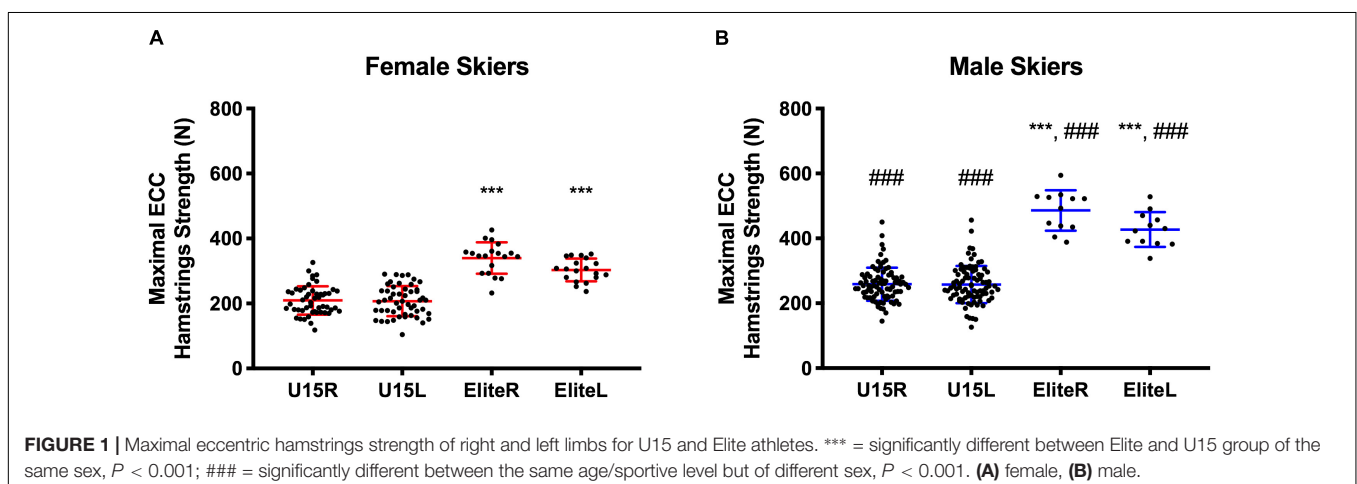 A
Female Skiers
Maximal ECC
Hamstrings Strength (N)
800
600
400
200
0
***
***
U15R
U15L
EliteR
EliteL
B
Male Skiers
Maximal ECC
Hamstrings Strength (N)
800
600
400
200
0
###
###
***, ###
***, ###
U15R
U15L
EliteR
EliteL
FIGURE 1 | Maximal eccentric hamstrings strength of right and left limbs for U15 and Elite athletes. *** = significantly different between Elite and U15 group of the
same sex, P < 0.001; ### = significantly different between the same age/sportive level but of different sex, P < 0.001. (A) female, (B) male.